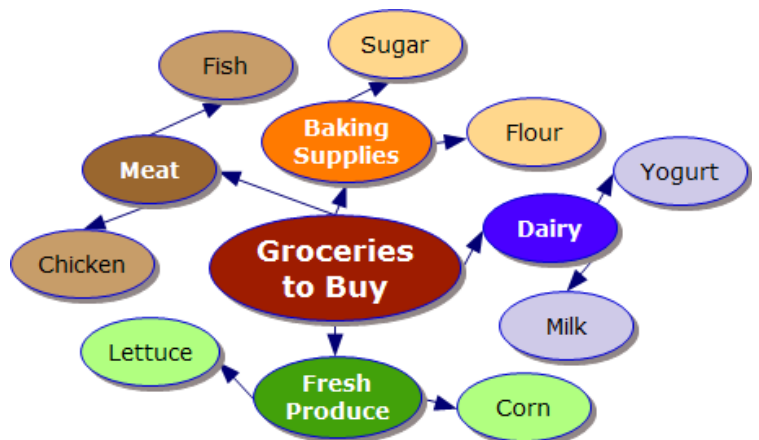 Sugar
Fish
Baking
Supplies
Flour
Meat
Yogurt
Dairy
Groceries
to Buy
Chicken
Milk
Lettuce
Fresh
Produce
Corn